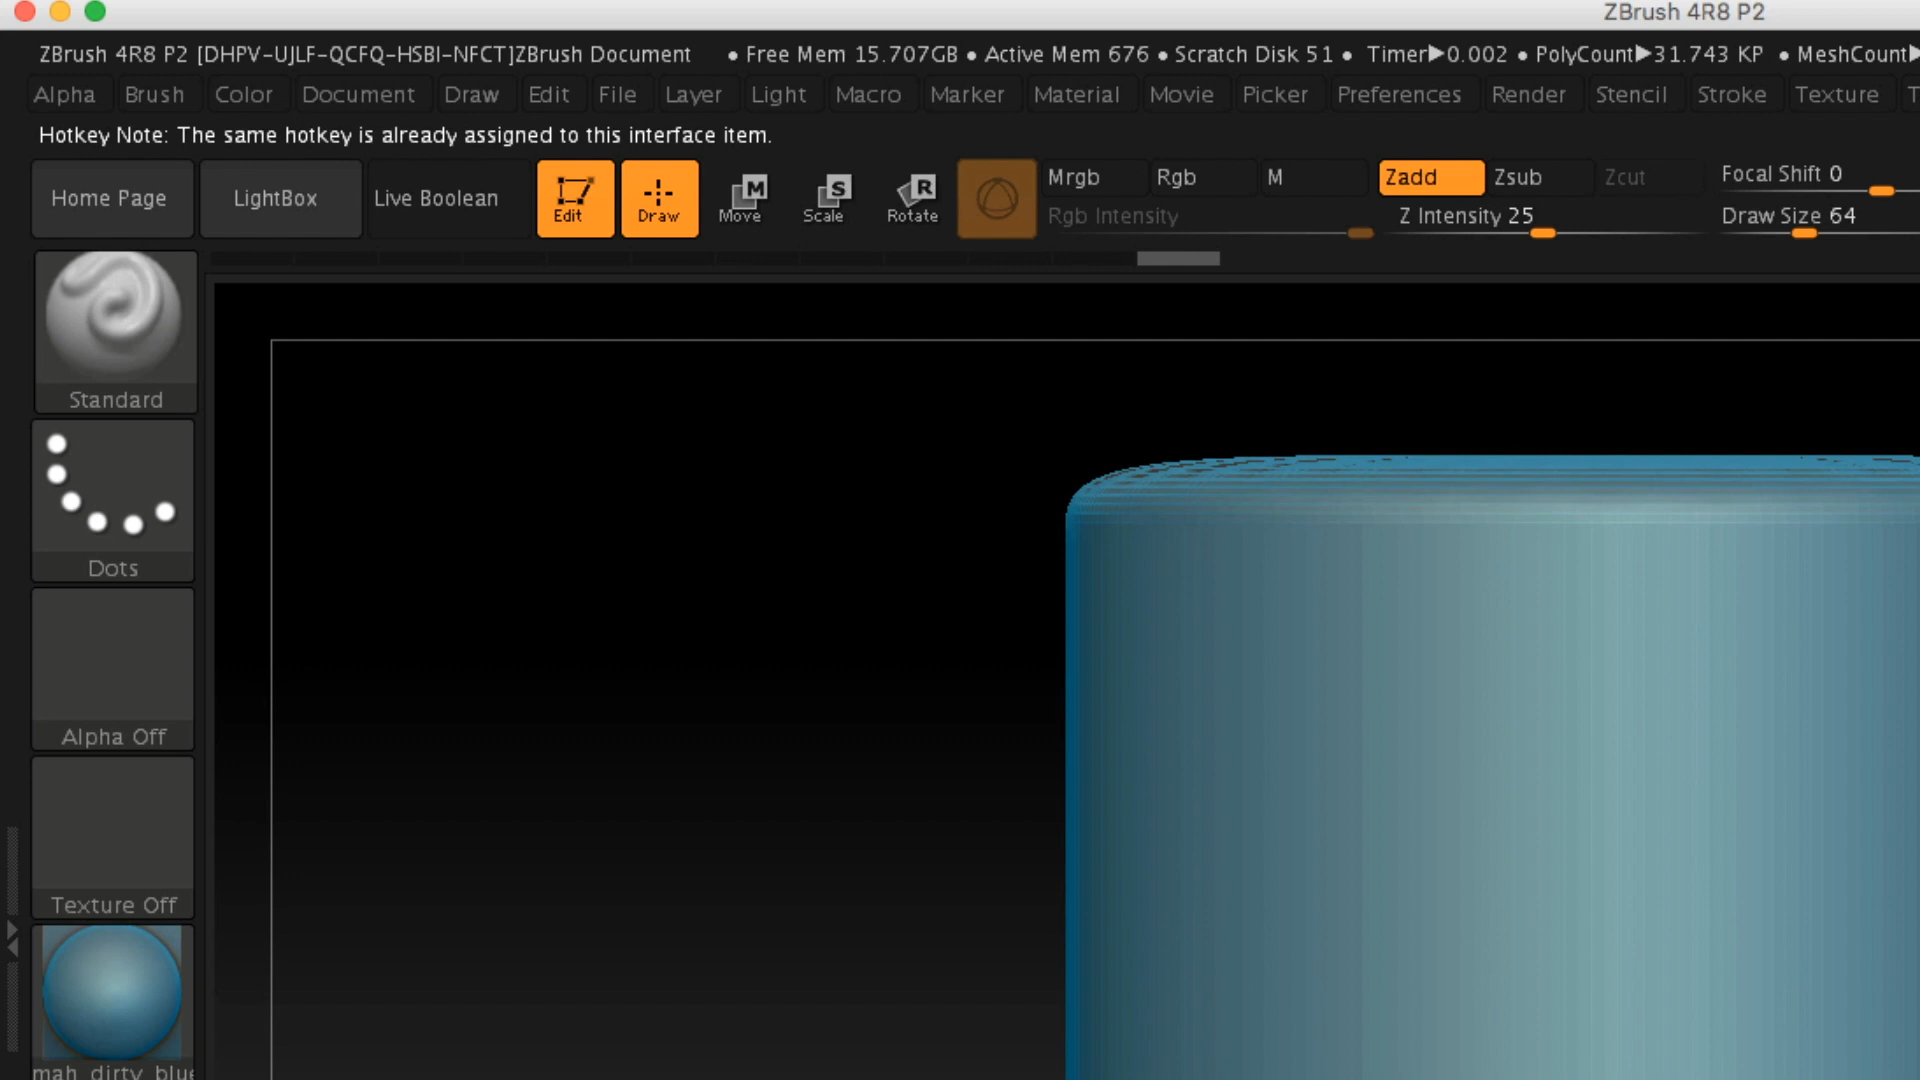 ZBrush 4R8 P2
ZBrush 4R8 P2 [DHPV-UJLF-QCFQ-HSBI-NFCT]ZBrush Document • Free Mem 15.707GB • Active Mem 676 • Scratch Disk 51 • Timer▶0.002 • PolyCount▶31.743 KP • MeshCount▶
Alpha Brush Color Document Draw Edit File Layer Light Macro Marker Material Movie Picker Preferences Render Stencil Stroke Texture T
Hotkey Note: The same hotkey is already assigned to this interface item.
Home Page LightBox Live Boolean Edit Draw M Move S Scale R Rotate Mrgb Rgb M Zadd Zsub Zcut Focal Shift 0
Rgb Intensity Z Intensity 25 Draw Size 64
Standard
Dots
Alpha Off
Texture Off
mah_dirty_blue